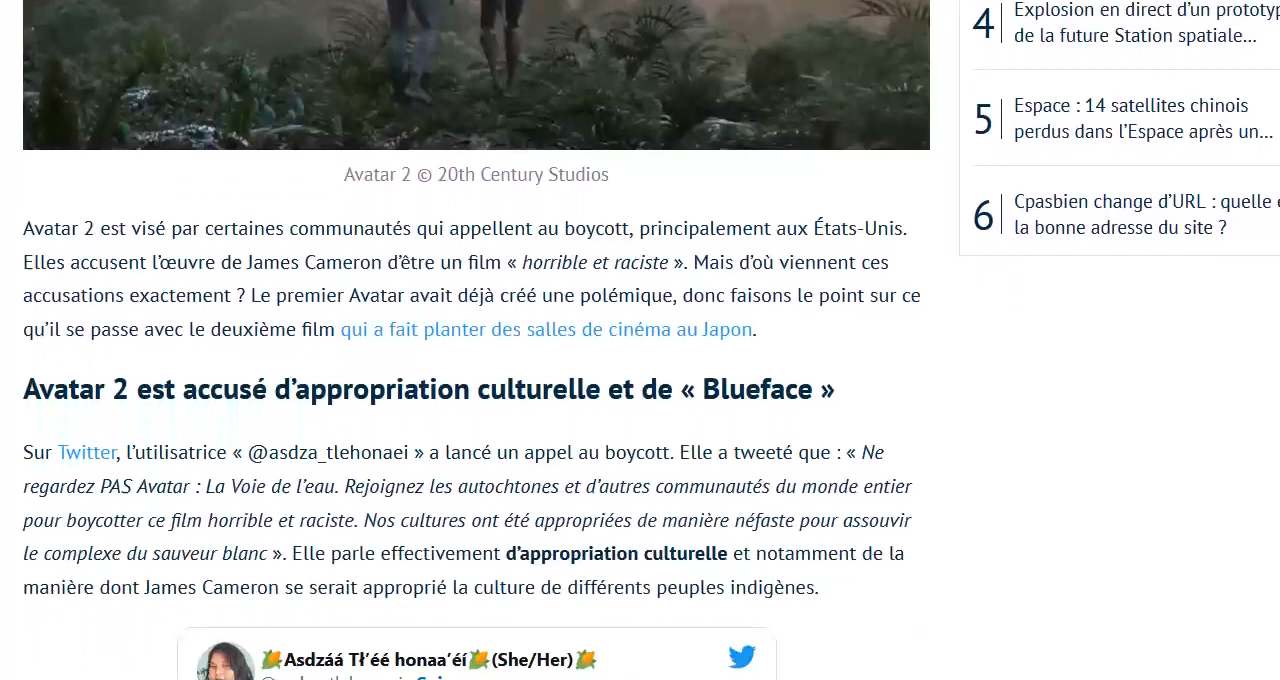 Avatar 2 © 20th Century Studios
Avatar 2 est visé par certaines communautés qui appellent au boycott, principalement aux États-Unis.
Elles accusent l’œuvre de James Cameron d’être un film « horrible et raciste ». Mais d’où viennent ces
accusations exactement ? Le premier Avatar avait déjà créé une polémique, donc faisons le point sur ce
qu’il se passe avec le deuxième film qui a fait planter des salles de cinéma au Japon.
Avatar 2 est accusé d’appropriation culturelle et de « Blueface »
Sur Twitter, l’utilisatrice « @asdza_tlehonaei » a lancé un appel au boycott. Elle a tweeté que : « Ne
regardez PAS Avatar : La Voie de l’eau. Rejoignez les autochtones et d’autres communautés du monde entier
pour boycotter ce film horrible et raciste. Nos cultures ont été appropriées de manière néfaste pour assouvir
le complexe du sauveur blanc ». Elle parle effectivement d’appropriation culturelle et notamment de la
manière dont James Cameron se serait approprié la culture de différents peuples indigènes.
🌽Asdzáá Tł’éé honaa’éí🌽(She/Her)🌽
4
Explosion en direct d’un prototyp
de la future Station spatiale...
5
Espace : 14 satellites chinois
perdus dans l’Espace après un...
6
Cpasbien change d’URL : quelle e
la bonne adresse du site ?